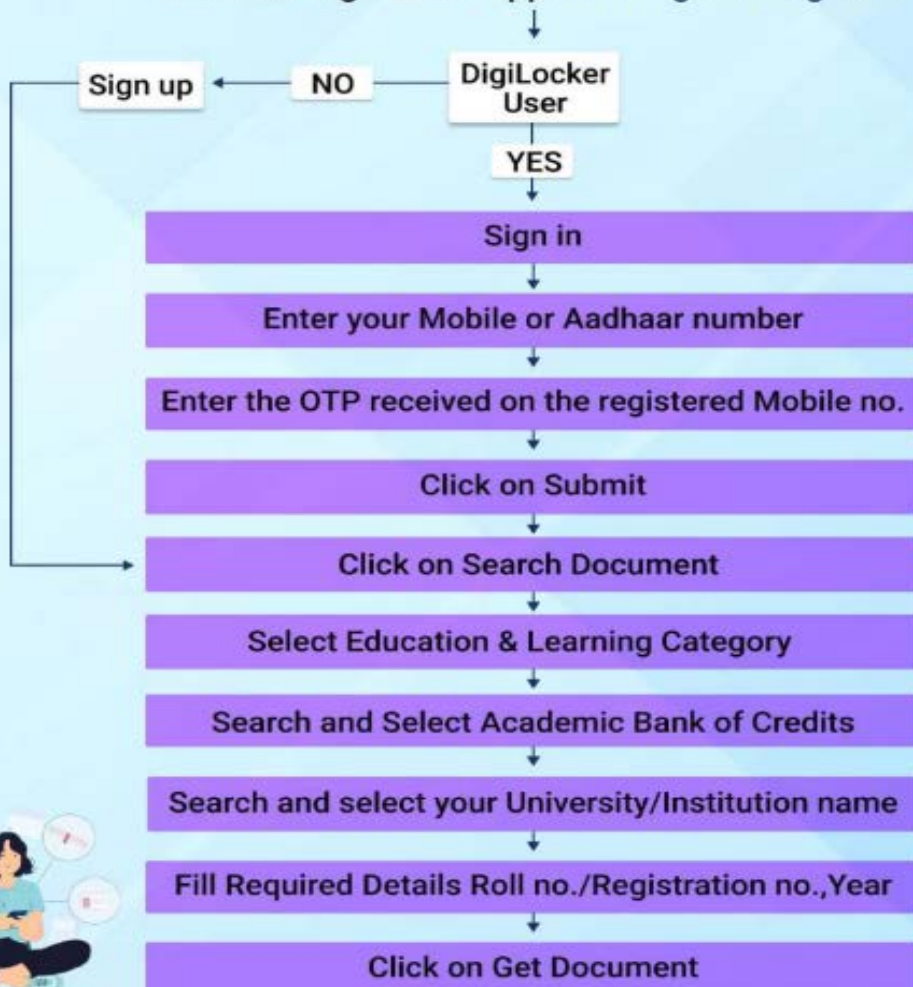 DigiLocker
User
NO
Sign up
YES
Sign in
Enter your Mobile or Aadhaar number
Enter the OTP received on the registered Mobile no.
Click on Submit
Click on Search Document
Select Education & Learning Category
Search and Select Academic Bank of Credits
Search and select your University/Institution name
Fill Required Details Roll no./Registration no.,Year
Click on Get Document